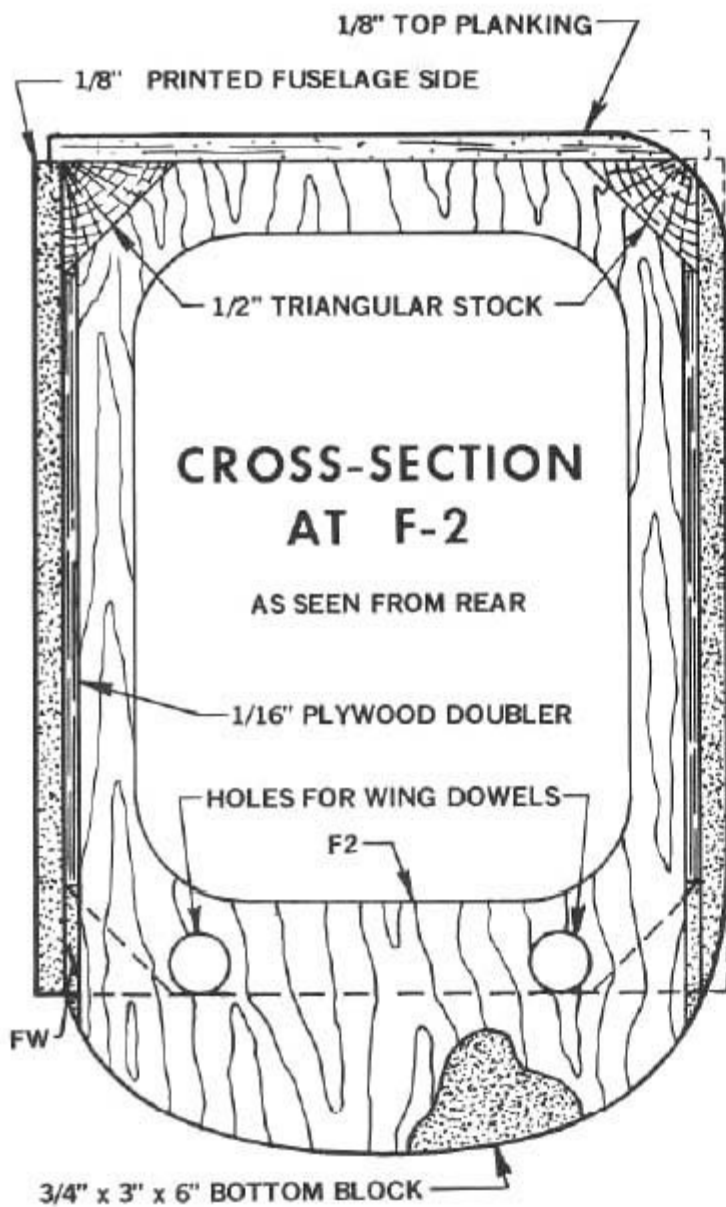 1/8" TOP PLANKING
1/8" PRINTED FUSELAGE SIDE
1/2" TRIANGULAR STOCK
CROSS-SECTION
AT F-2
AS SEEN FROM REAR
1/16" PLYWOOD DOUBLER
HOLES FOR WING DOWELS
F2
FW
3/4" x 3" x 6" BOTTOM BLOCK